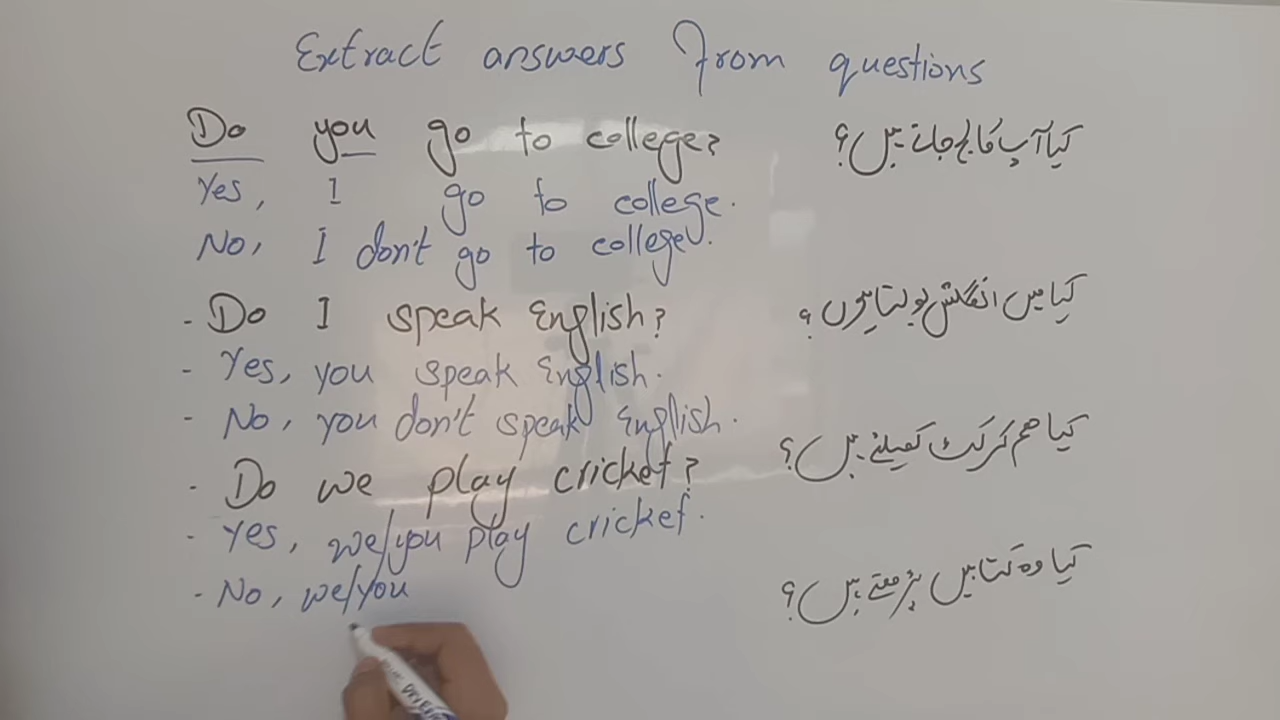 Extract answers from questions
Do you go to college?
کیا آپ کالج جاتے ہیں؟
Yes, I go to college.
No, I don't go to college.
- Do I speak English?
کیا میں انگلش بولتا ہوں؟
- Yes, you speak English.
- No, you don't speak English.
کیا ہم کرکٹ کھیلتے ہیں؟
- Do we play cricket?
- Yes, we/you play cricket.
- No, we/you
کیا وہ کتابیں پڑھتے ہیں؟